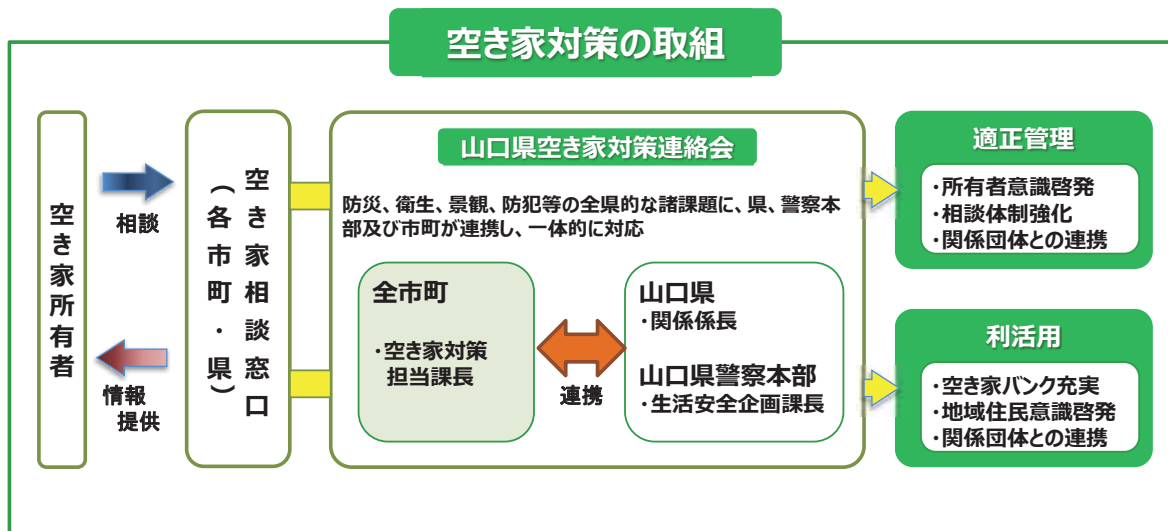 空き家対策の取組
空き家所有者
相談
情報
提供
空き家相談窓口
(各市町・県)
山口県空き家対策連絡会
防災、衛生、景観、防犯等の全県的な諸課題に、県、警察本
部及び市町が連携し、一体的に対応
全市町
・空き家対策
担当課長
連携
山口県
・関係係長
山口県警察本部
・生活安全企画課長
適正管理
・所有者意識啓発
・相談体制強化
・関係団体との連携
利活用
・空き家バンク充実
・地域住民意識啓発
・関係団体との連携